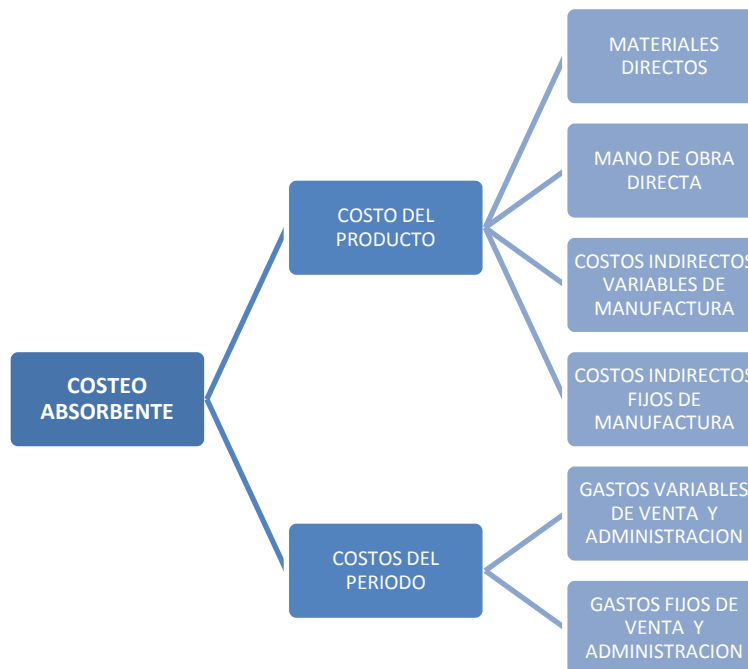 MATERIALES
DIRECTOS
MANO DE OBRA
DIRECTA
COSTO DEL
PRODUCTO
COSTOS INDIRECTOS
VARIABLES DE
MANUFACTURA
COSTEO
ABSORBENTE
COSTOS INDIRECTOS
FIJOS DE
MANUFACTURA
GASTOS VARIABLES
DE VENTA Y
ADMINISTRACION
COSTOS DEL
PERIODO
GASTOS FIJOS DE
VENTA Y
ADMINISTRACION